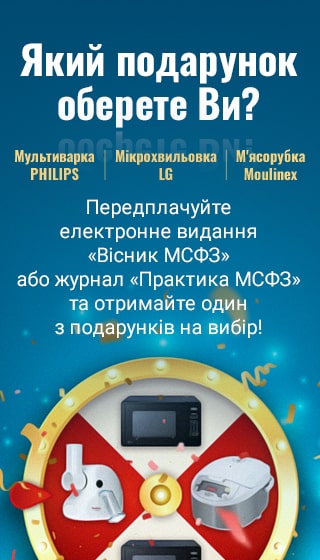 Який подарунок
оберете Ви?
Мультиварка
PHILIPS
Мікрохвильовка
LG
М'ясорубка
Moulinex
Передплачуйте
електронне видання
«Вісник МСФЗ»
або журнал «Практика МСФЗ»
та отримайте один
з подарунків на вибір!